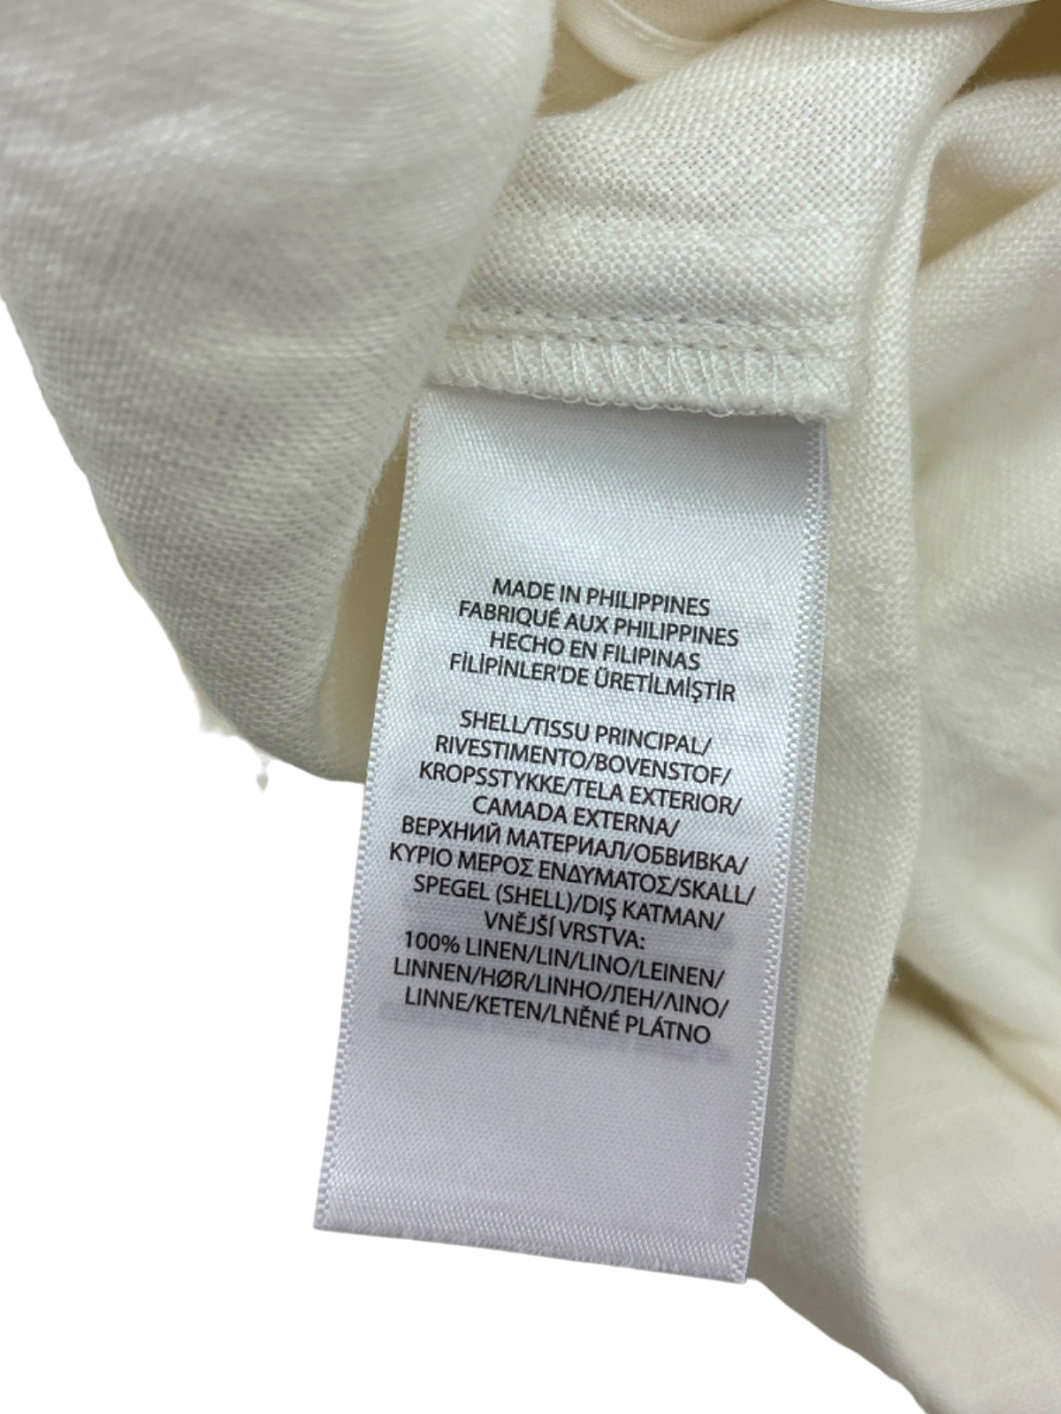 MADE IN PHILIPPINES
FABRIQUÉ AUX PHILIPPINES
HECHO EN FILIPINAS
FİLİPİNLER'DE ÜRETİLMİŞTİR
SHELL/TISSU PRINCIPAL/
RIVESTIMENTO/BOVENSTOF/
KROPSSTYKKE/TELA EXTERIOR/
CAMADA EXTERNA/
ВЕРХНИЙ МАТЕРИАЛ/ОБВИВКА/
ΚΥΡΙΟ ΜΕΡΟΣ ΕΝΔΥΜΑΤΟΣ/SKALL/
SPEGEL (SHELL)/DIŞ KATMAN/
VNĚJŠÍ VRSTVA:
100% LINEN/LIN/LINO/LEINEN/
LINNEN/HØR/LINHO/ЛЕН/ΛΙΝΟ/
LINNE/KETEN/LNĚNÉ PLÁTNO